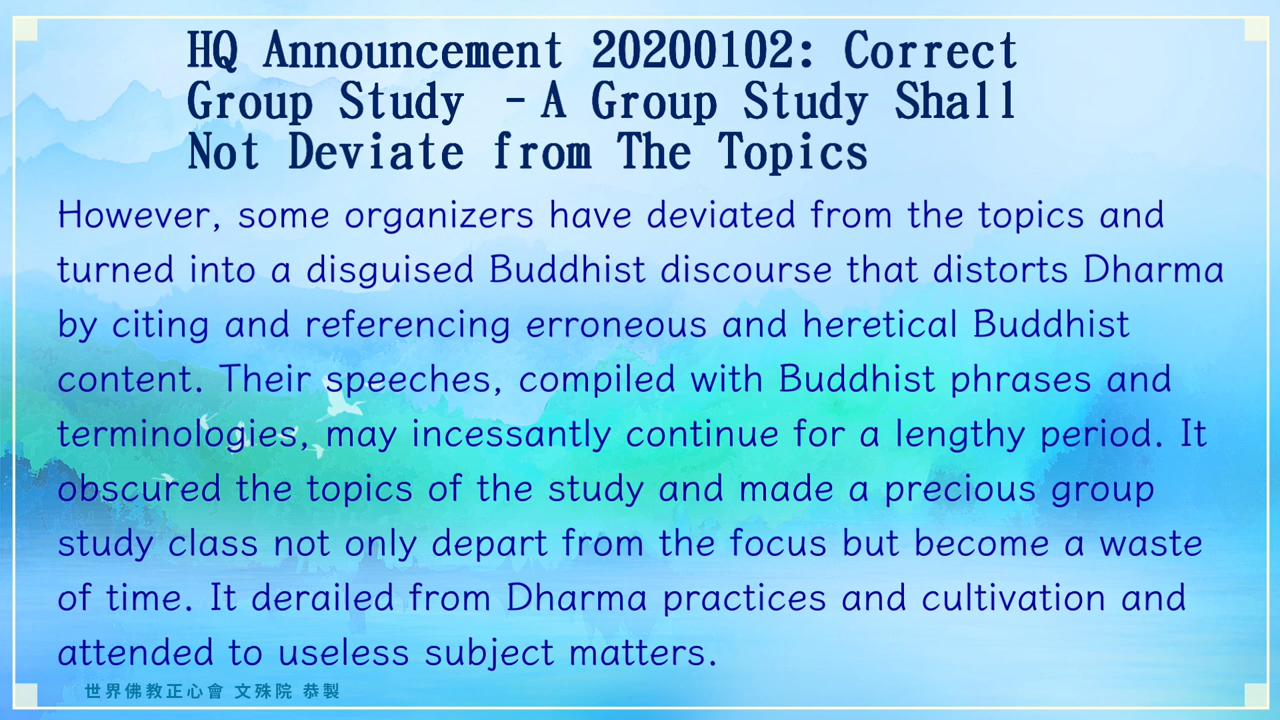 HQ Announcement 20200102: Correct
Group Study －A Group Study Shall
Not Deviate from The Topics
However, some organizers have deviated from the topics and
turned into a disguised Buddhist discourse that distorts Dharma
by citing and referencing erroneous and heretical Buddhist
content. Their speeches, compiled with Buddhist phrases and
terminologies, may incessantly continue for a lengthy period. It
obscured the topics of the study and made a precious group
study class not only depart from the focus but become a waste
of time. It derailed from Dharma practices and cultivation and
attended to useless subject matters.
世界佛教正心會 文殊院 恭製